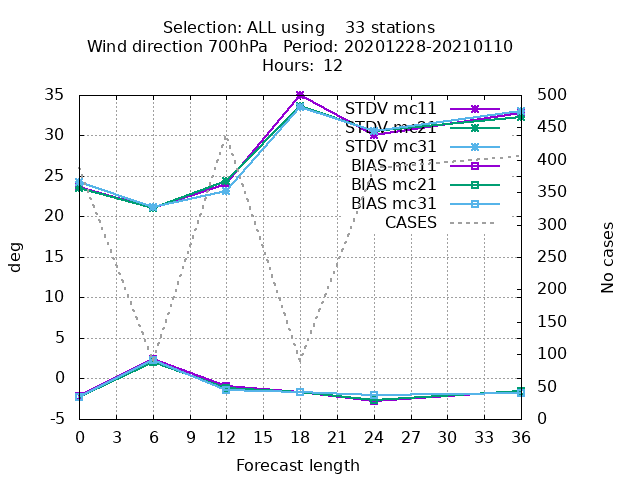 Selection: ALL using    33 stations
Wind direction 700hPa   Period: 20201228-20210110
Hours:  12
35
30
25
20
15
10
5
0
-5
deg
500
450
400
350
300
250
200
150
100
50
0
No cases
STDV mc11
STDV mc21
STDV mc31
BIAS mc11
BIAS mc21
BIAS mc31
CASES
0 3 6 9 12 15 18 21 24 27 30 33 36
Forecast length